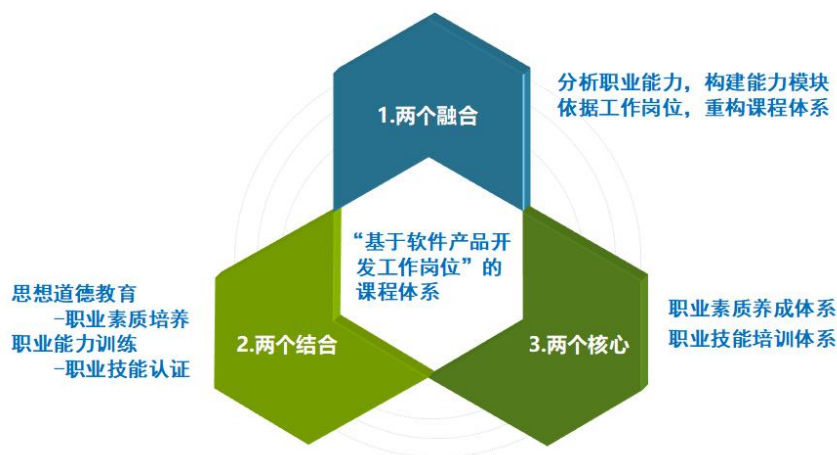 1.两个融合
分析职业能力，构建能力模块
依据工作岗位，重构课程体系
“基于软件产品开
发工作岗位”的
课程体系
思想道德教育
-职业素质培养
职业能力训练
-职业技能认证
2.两个结合
3.两个核心
职业素质养成体系
职业技能培训体系